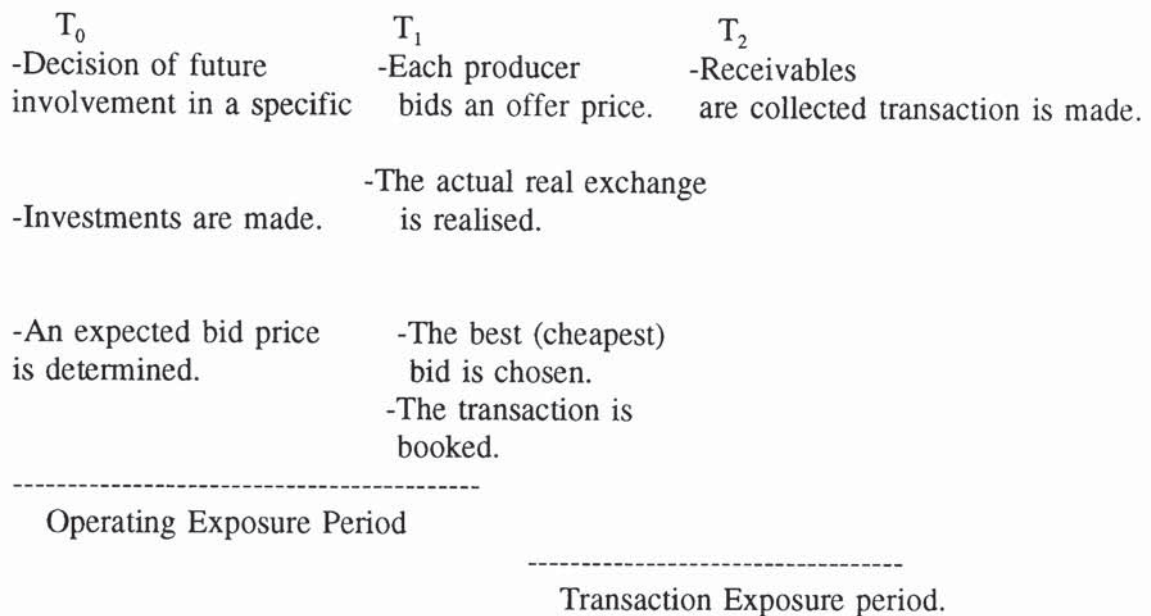 T₀ T₁ T₂
-Decision of future -Each producer -Receivables
involvement in a specific bids an offer price. are collected transaction is made.
-The actual real exchange
-Investments are made. is realised.
-An expected bid price -The best (cheapest)
is determined. bid is chosen.
-The transaction is
booked.
-----------------------------------------
Operating Exposure Period
---------------------------------
Transaction Exposure period.